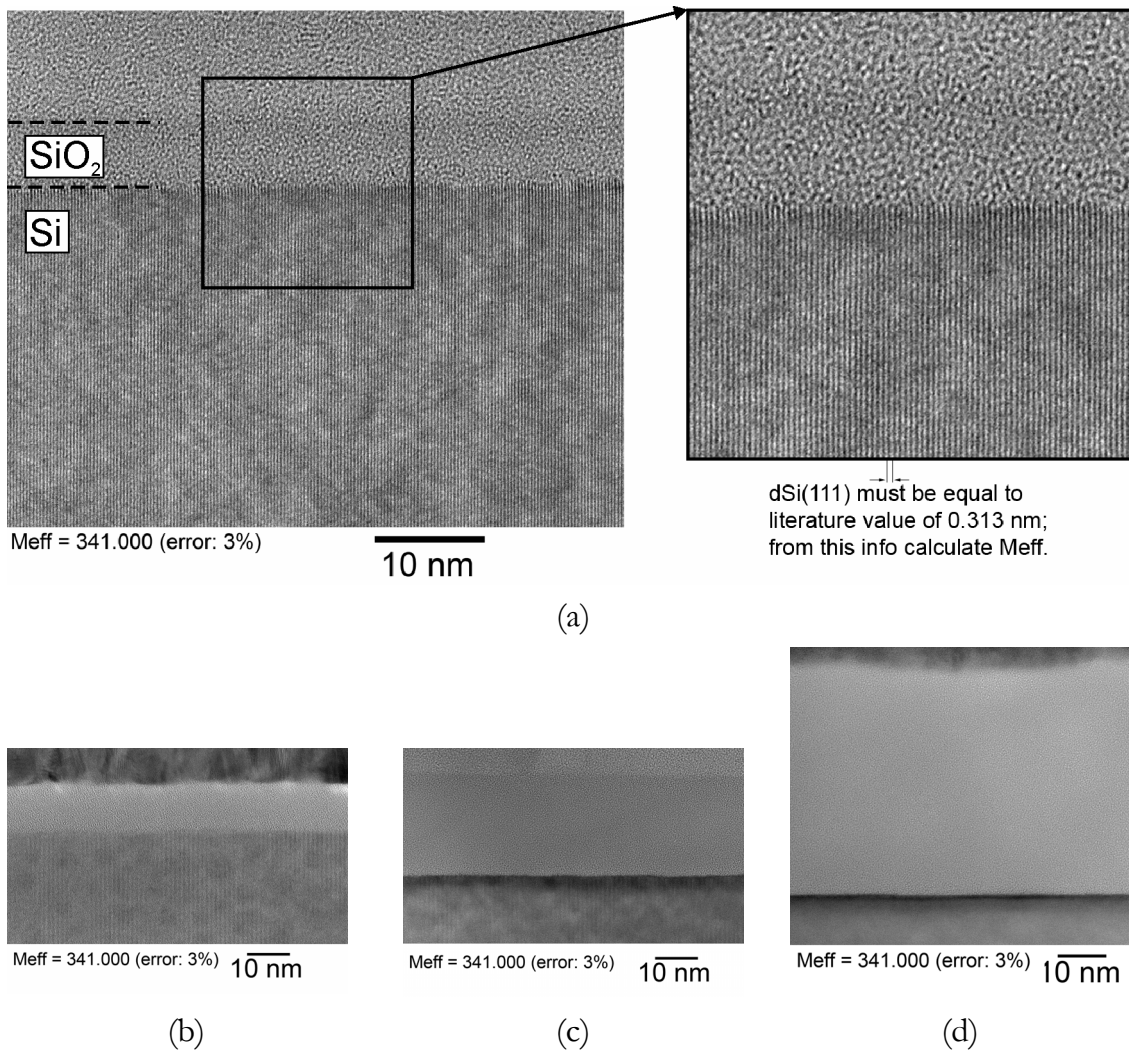 SiO₂
Si
Meff = 341.000 (error: 3%)
10 nm
dSi(111) must be equal to
literature value of 0.313 nm;
from this info calculate Meff.
(a)
Meff = 341.000 (error: 3%)
10 nm
Meff = 341.000 (error: 3%)
10 nm
Meff = 341.000 (error: 3%)
10 nm
(b)
(c)
(d)